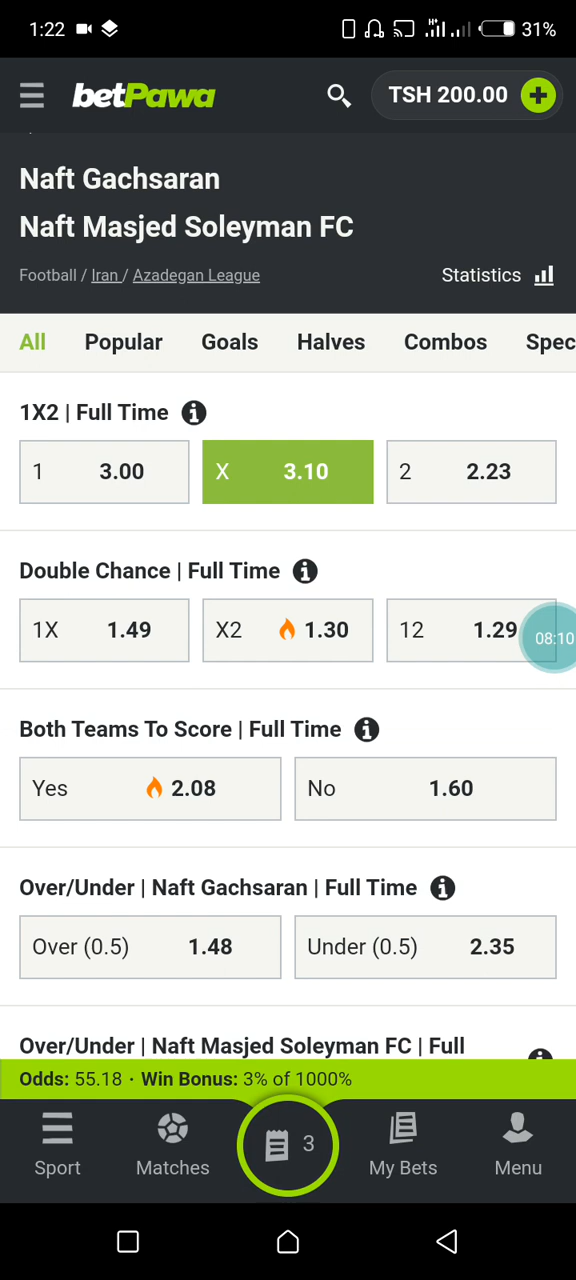 1:22 31%
betPawa TSH 200.00 +
Naft Gachsaran
Naft Masjed Soleyman FC
Football / Iran / Azadegan League Statistics
All Popular Goals Halves Combos Spec
1X2 | Full Time
1 3.00 X 3.10 2 2.23
Double Chance | Full Time
1X 1.49 X2 1.30 12 1.29
08:10
Both Teams To Score | Full Time
Yes 2.08 No 1.60
Over/Under | Naft Gachsaran | Full Time
Over (0.5) 1.48 Under (0.5) 2.35
Over/Under | Naft Masjed Soleyman FC | Full
Odds: 55.18 · Win Bonus: 3% of 1000%
3
Sport Matches My Bets Menu